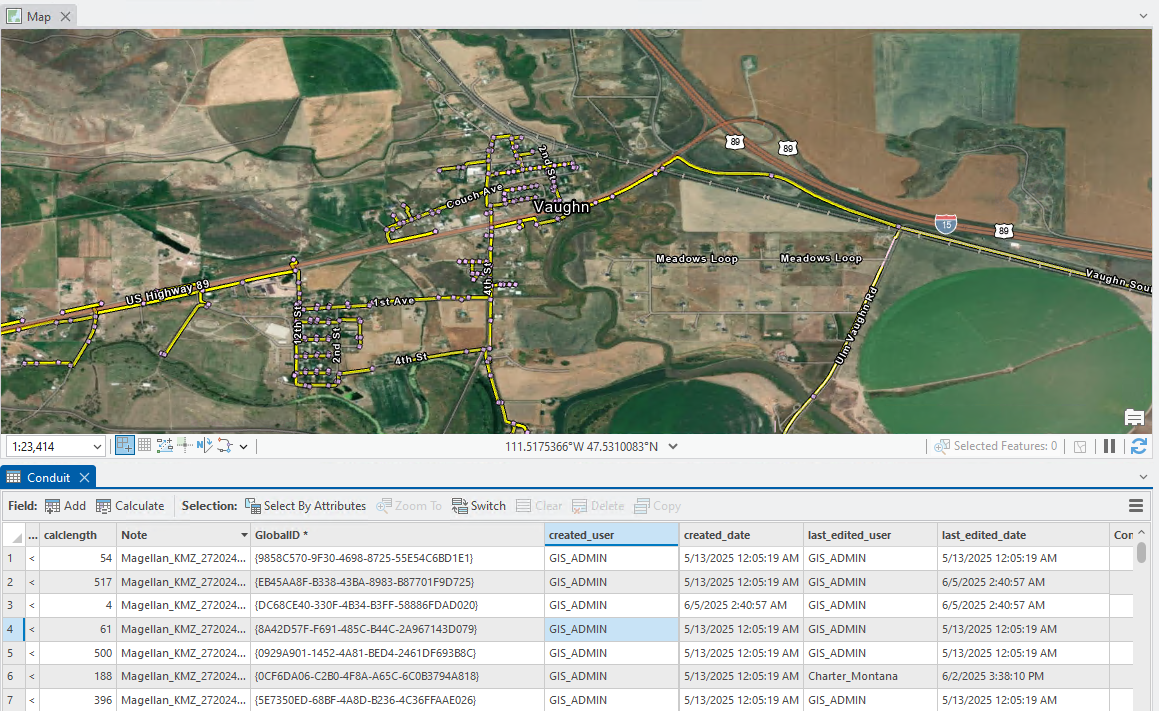 Map
89
89
2nd St
Couch Ave
Vaughn
15
89
Meadows Loop
Meadows Loop
Vaughn Sou
US Highway 89
4th St
1st Ave
12th St
2nd St
4th St
Ulm Vaughn Rd
1:23,414
111.5175366°W 47.5310083°N
Selected Features: 0
Conduit
Field: Add Calculate Selection: Select By Attributes Zoom To Switch Clear Delete Copy
... calclength Note GlobalID * created_user created_date last_edited_user last_edited_date Con
1 < 54 Magellan_KMZ_272024... {9858C570-9F30-4698-8725-55E54C6BD1E1} GIS_ADMIN 5/13/2025 12:05:19 AM GIS_ADMIN 5/13/2025 12:05:19 AM
2 < 517 Magellan_KMZ_272024... {EB45AA8F-B338-43BA-8983-B87701F9D725} GIS_ADMIN 5/13/2025 12:05:19 AM GIS_ADMIN 6/5/2025 2:40:57 AM
3 < 4 Magellan_KMZ_272024... {DC68CE40-330F-4B34-B3FF-58886FDAD020} GIS_ADMIN 6/5/2025 2:40:57 AM GIS_ADMIN 6/5/2025 2:40:57 AM
4 < 61 Magellan_KMZ_272024... {8A42D57F-F691-485C-B44C-2A967143D079} GIS_ADMIN 5/13/2025 12:05:19 AM GIS_ADMIN 5/13/2025 12:05:19 AM
5 < 500 Magellan_KMZ_272024... {0929A901-1452-4A81-BED4-2461DF693B8C} GIS_ADMIN 5/13/2025 12:05:19 AM GIS_ADMIN 5/13/2025 12:05:19 AM
6 < 188 Magellan_KMZ_272024... {0CF6DA06-C2B0-4F8A-A65C-6C0B3794A818} GIS_ADMIN 5/13/2025 12:05:19 AM Charter_Montana 6/2/2025 3:38:10 PM
7 < 396 Magellan_KMZ_272024... {5E7350ED-68BF-4A8D-B236-4C36FFAAE026} GIS_ADMIN 5/13/2025 12:05:19 AM GIS_ADMIN 5/13/2025 12:05:19 AM